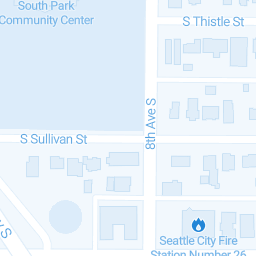 South Park
Community Center
S Thistle St
8th Ave S
S Sullivan St
S
Seattle City Fire
Station Number 26